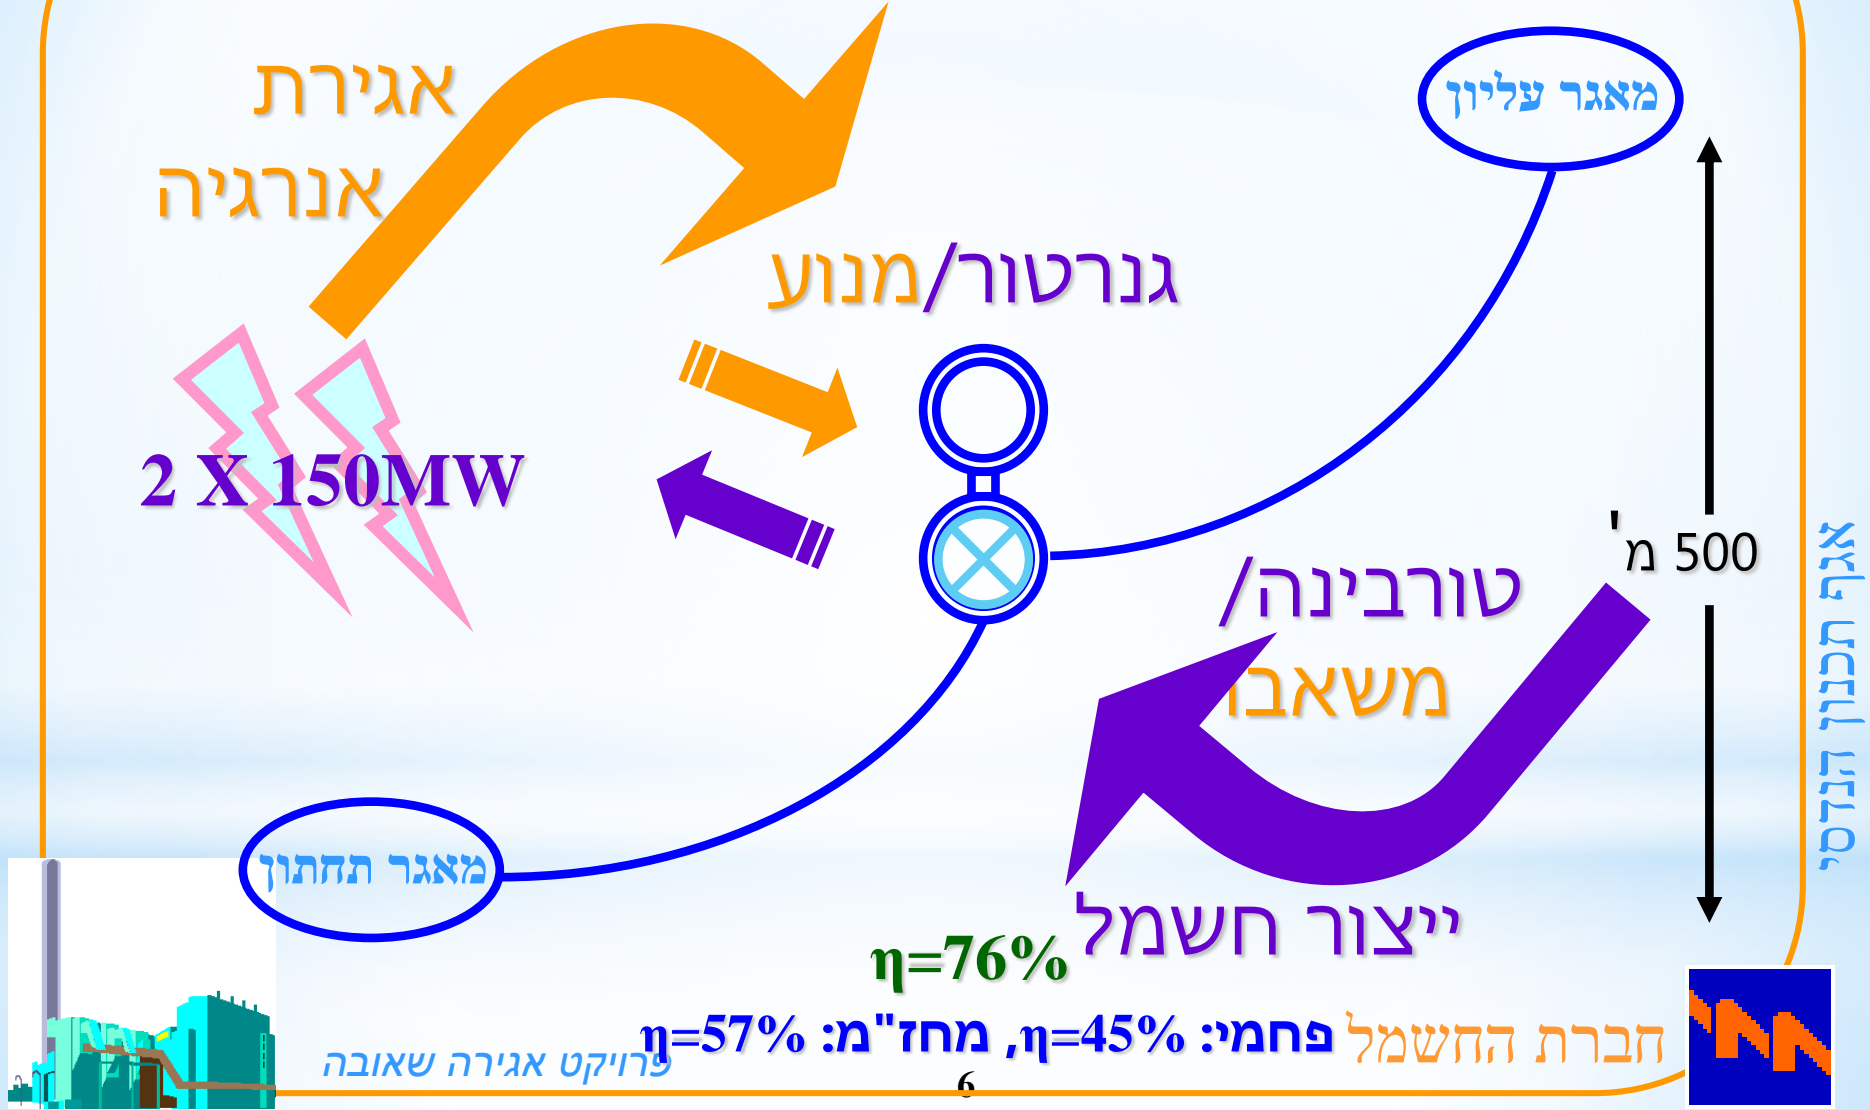 אגירת
אנרגיה
מאגר עליון
גנרטור/מנוע
2 X 150MW
500 מ'
טורבינה/
אגף תכנון הנדסי
מאגר תחתון
ייצור חשמל
η=76%
פחמי: η=45%, מחז"מ: η=57%
חברת החשמל
פרויקט אגירה שאובה
6